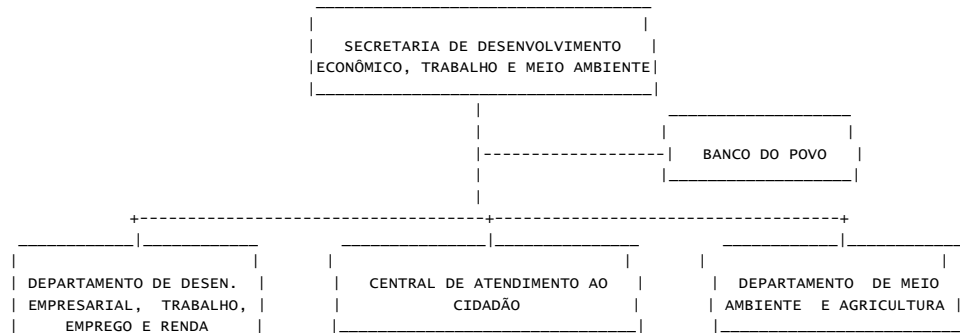 SECRETARIA DE DESENVOLVIMENTO
ECONÔMICO, TRABALHO E MEIO AMBIENTE
BANCO DO POVO
DEPARTAMENTO DE DESEN.
EMPRESARIAL, TRABALHO,
EMPREGO E RENDA
CENTRAL DE ATENDIMENTO AO
CIDADÃO
DEPARTAMENTO DE MEIO
AMBIENTE E AGRICULTURA